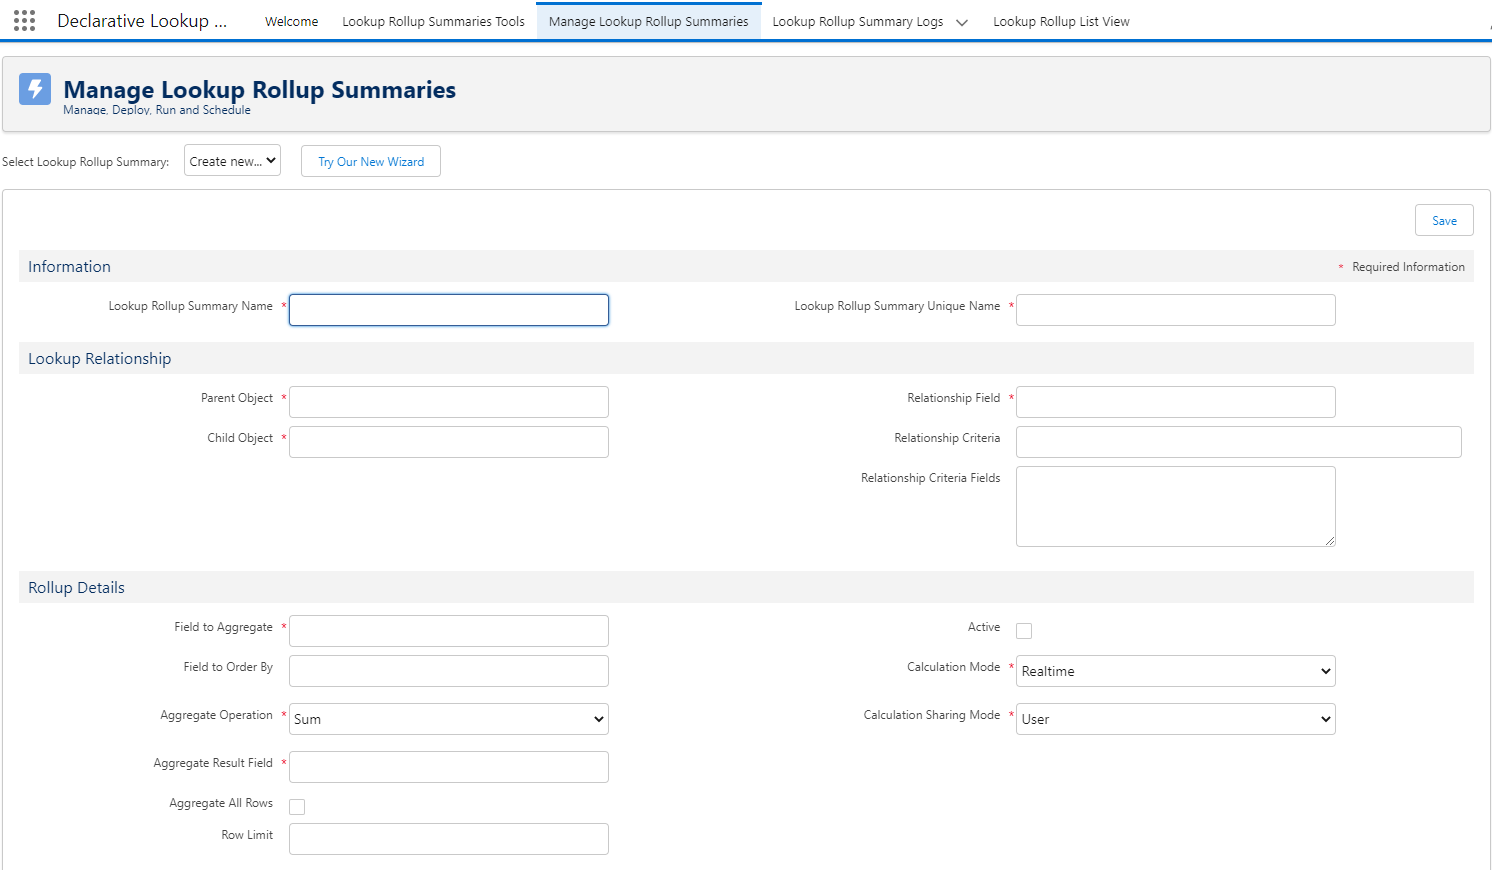 Declarative Lookup ... Welcome Lookup Rollup Summaries Tools Manage Lookup Rollup Summaries Lookup Rollup Summary Logs Lookup Rollup List View
Manage Lookup Rollup Summaries
Manage, Deploy, Run and Schedule
Select Lookup Rollup Summary: Create new... Try Our New Wizard
Save
Information * Required Information
Lookup Rollup Summary Name * Lookup Rollup Summary Unique Name *
Lookup Relationship
Parent Object * Relationship Field *
Child Object * Relationship Criteria
Relationship Criteria Fields
Rollup Details
Field to Aggregate * Active
Field to Order By Calculation Mode * Realtime
Aggregate Operation * Sum Calculation Sharing Mode * User
Aggregate Result Field *
Aggregate All Rows
Row Limit